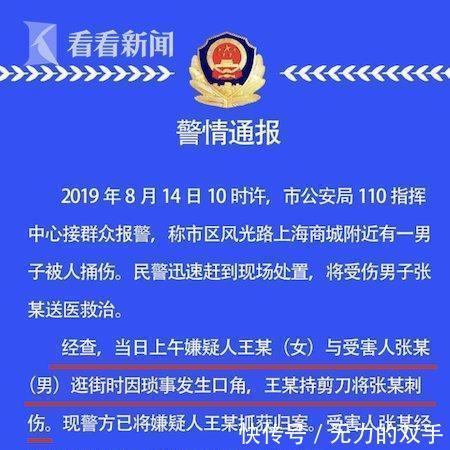 看看新闻
警情通报
2019 年 8 月 14 日 10 时许，市公安局 110 指挥
中心接群众报警，称市区风光路上海商城附近有一男
子被人捅伤。民警迅速赶到现场处置，将受伤男子张
某送医救治。
经查，当日上午嫌疑人王某（女）与受害人张某
（男）逛街时因琐事发生口角，王某持剪刀将张某刺
伤。现警方已将嫌疑人王某抓获归案。受害人张某经
快传号 / 无力的双手